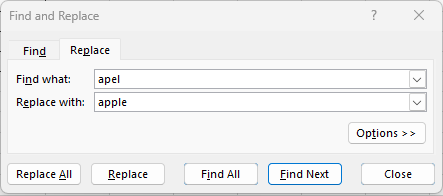 Find and Replace
?
Find Replace
Find what: apel
Replace with: apple
Options >>
Replace All Replace Find All Find Next Close